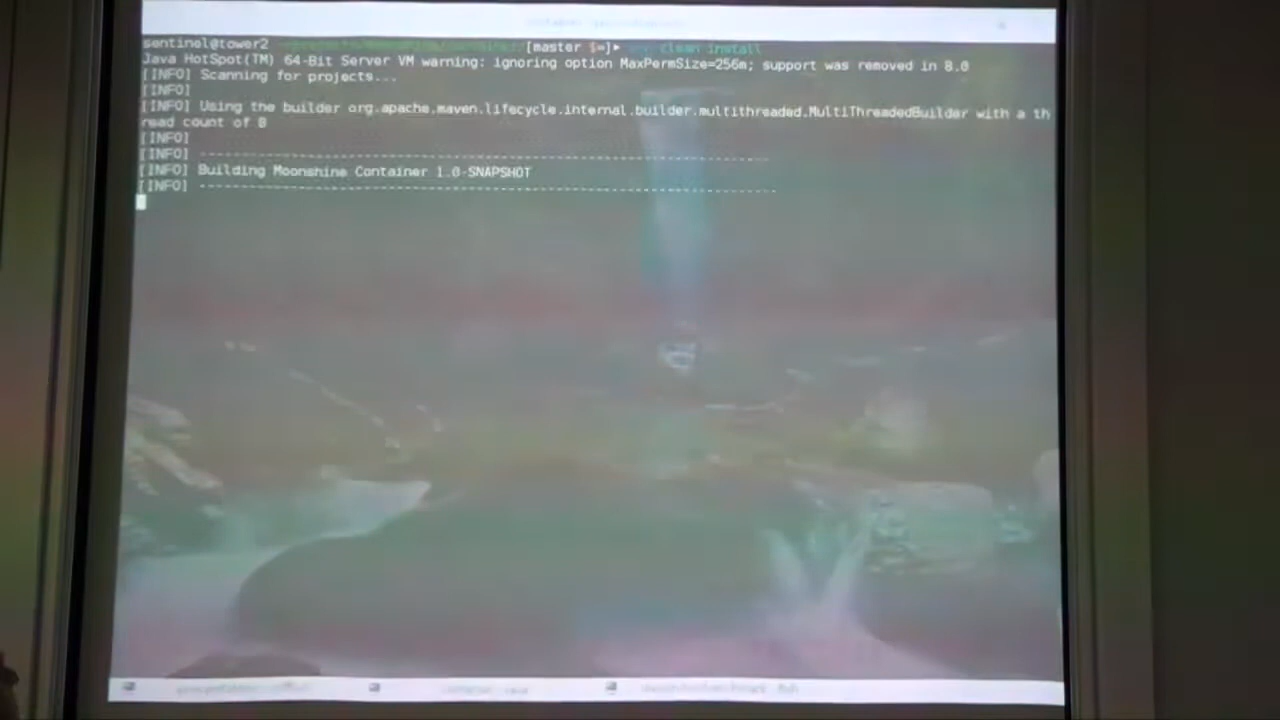 sentinel@tower2 [master $=]▸ clean install
Java HotSpot(TM) 64-Bit Server VM warning: ignoring option MaxPermSize=256m; support was removed in 8.0
[INFO] Scanning for projects...
[INFO]
[INFO] Using the builder org.apache.maven.lifecycle.internal.builder.multithreaded.MultiThreadedBuilder with a th
read count of 8
[INFO]
[INFO] ------------------------------------------------------------------------
[INFO] Building Moonshine Container 1.0-SNAPSHOT
[INFO] ------------------------------------------------------------------------